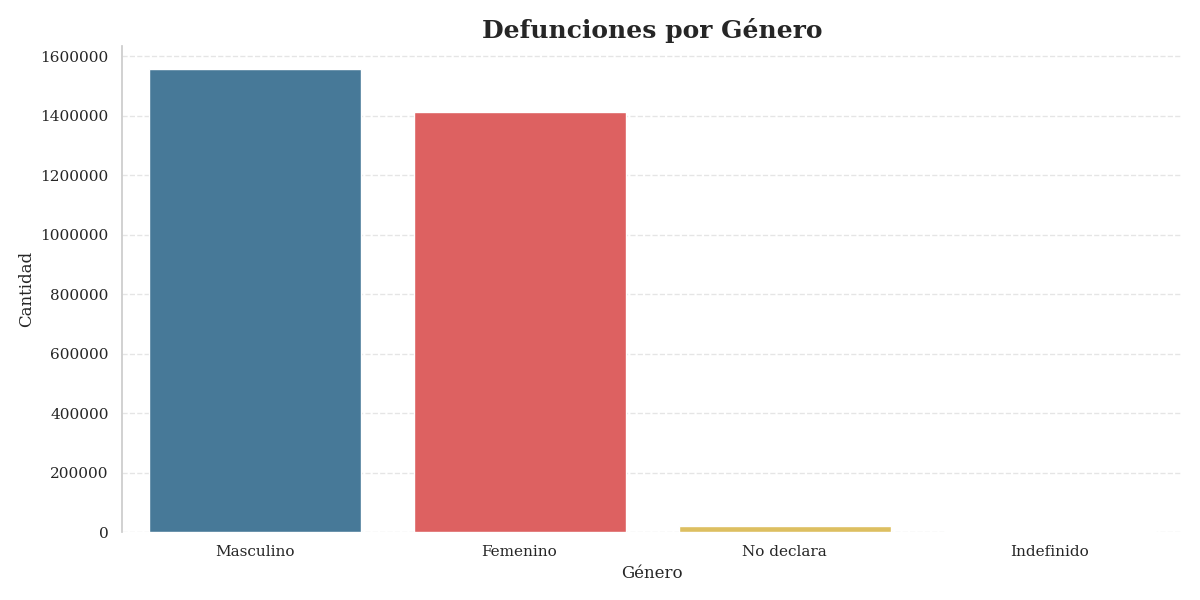 Defunciones por Género
1600000
1400000
1200000
1000000
800000
600000
400000
200000
0
Cantidad
Masculino
Femenino
No declara
Indefinido
Género